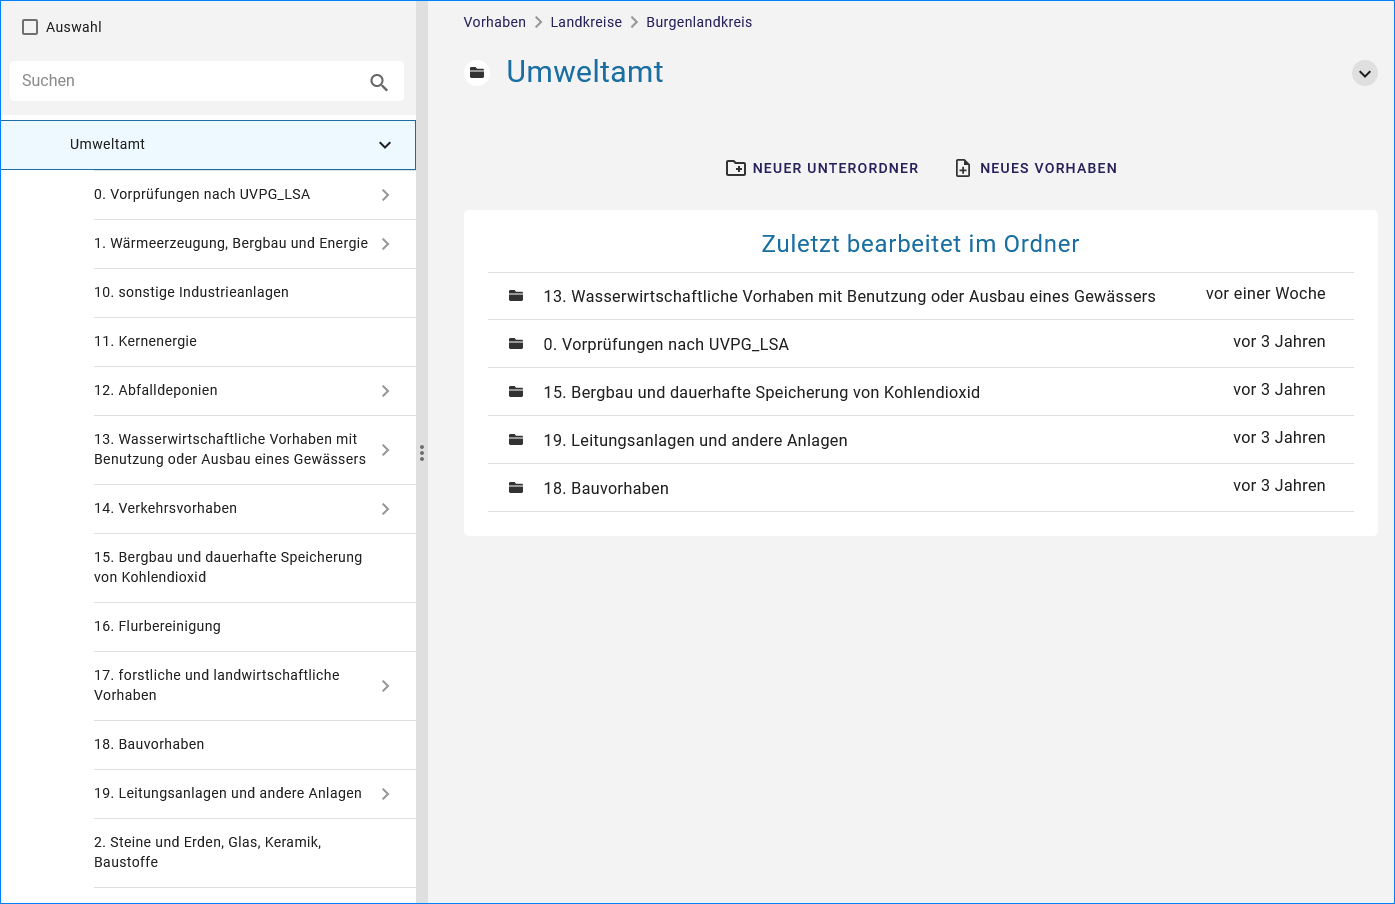 Auswahl
Suchen
Umweltamt
0. Vorprüfungen nach UVPG_LSA
1. Wärmeerzeugung, Bergbau und Energie
10. sonstige Industrieanlagen
11. Kernenergie
12. Abfalldeponien
13. Wasserwirtschaftliche Vorhaben mit
Benutzung oder Ausbau eines Gewässers
14. Verkehrsvorhaben
15. Bergbau und dauerhafte Speicherung
von Kohlendioxid
16. Flurbereinigung
17. forstliche und landwirtschaftliche
Vorhaben
18. Bauvorhaben
19. Leitungsanlagen und andere Anlagen
2. Steine und Erden, Glas, Keramik,
Baustoffe
Vorhaben > Landkreise > Burgenlandkreis
Umweltamt
NEUER UNTERORDNER NEUES VORHABEN
Zuletzt bearbeitet im Ordner
13. Wasserwirtschaftliche Vorhaben mit Benutzung oder Ausbau eines Gewässers vor einer Woche
0. Vorprüfungen nach UVPG_LSA vor 3 Jahren
15. Bergbau und dauerhafte Speicherung von Kohlendioxid vor 3 Jahren
19. Leitungsanlagen und andere Anlagen vor 3 Jahren
18. Bauvorhaben vor 3 Jahren